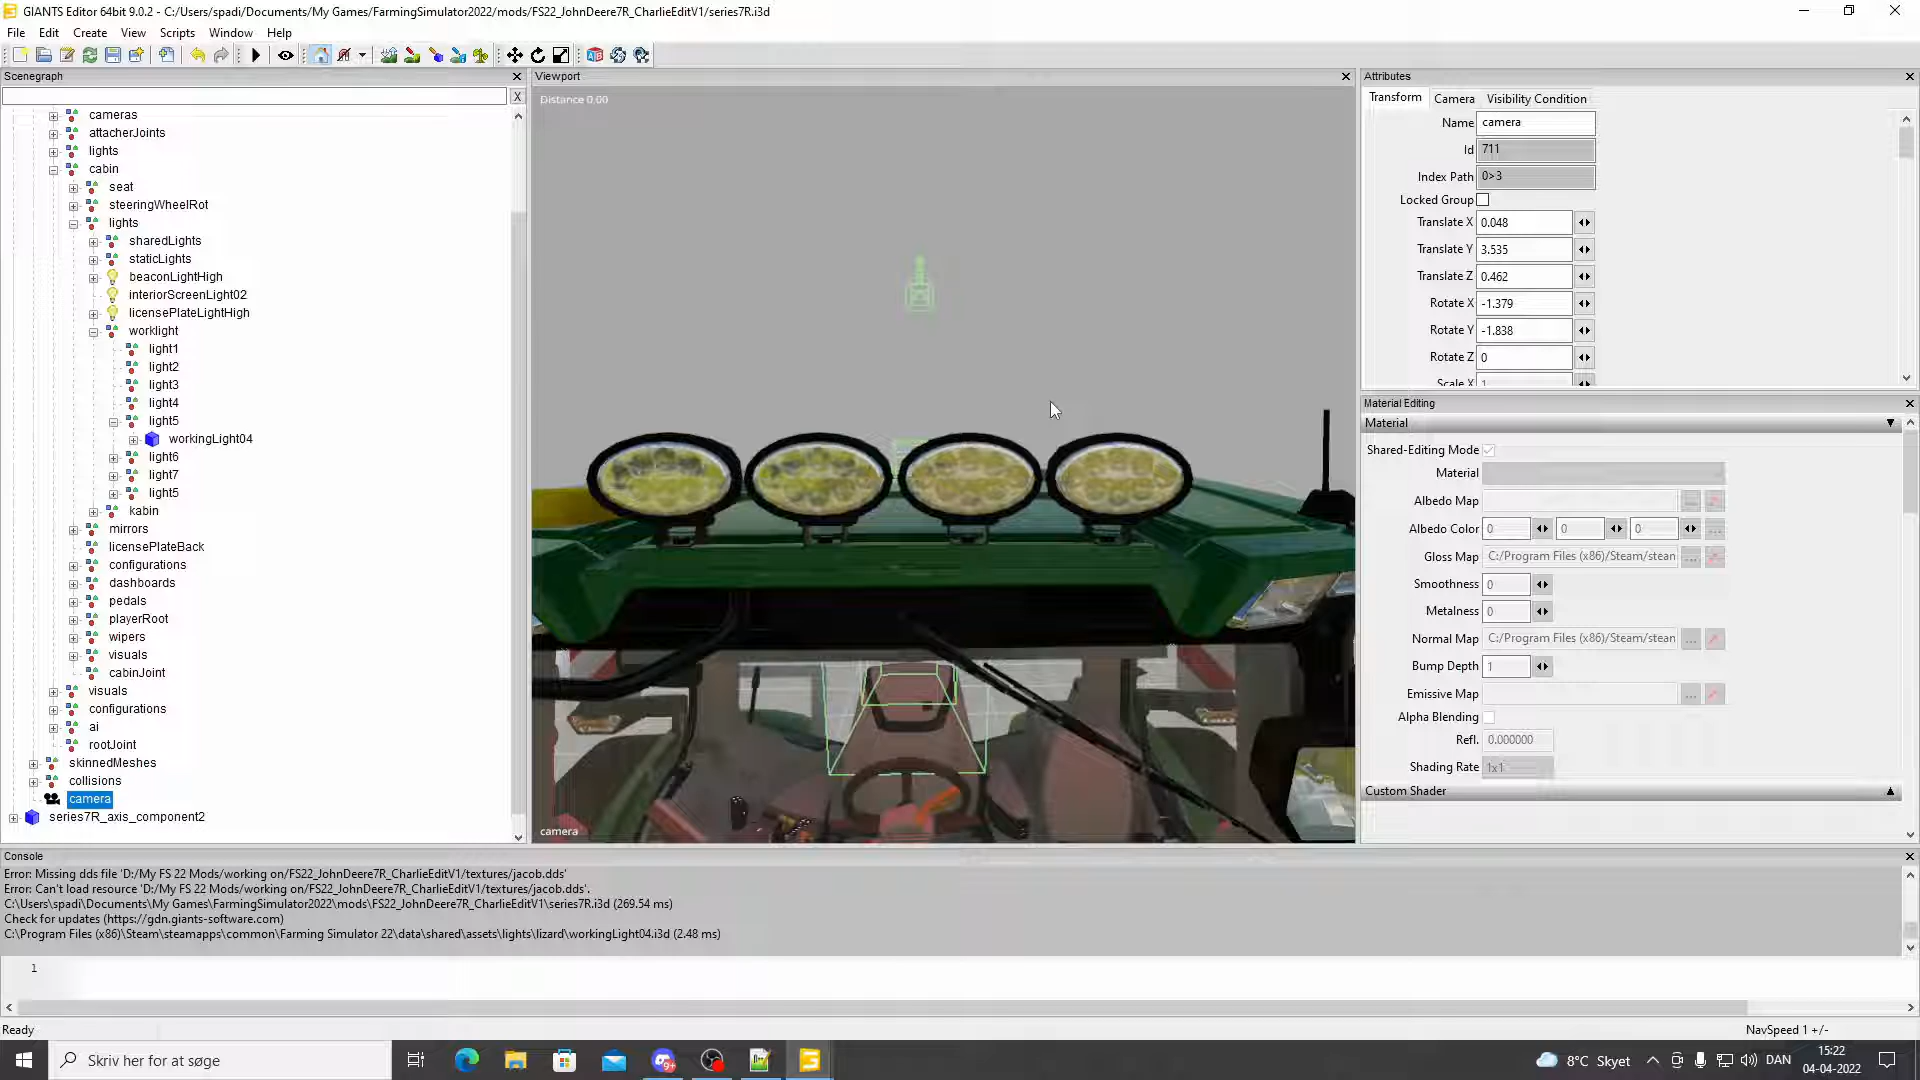 GIANTS Editor 64bit 9.0.2 - C:/Users/spadi/Documents/My Games/FarmingSimulator2022/mods/FS22_JohnDeere7R_CharlieEditV1/series7R.i3d
File Edit Create View Scripts Window Help
Scenegraph
X
cameras
attacherJoints
lights
cabin
seat
steeringWheelRot
lights
sharedLights
staticLights
beaconLightHigh
interiorScreenLight02
licensePlateLightHigh
worklight
light1
light2
light3
light4
light5
workingLight04
light6
light7
light5
kabin
mirrors
licensePlateBack
configurations
dashboards
pedals
playerRoot
wipers
visuals
cabinJoint
visuals
configurations
ai
rootJoint
skinnedMeshes
collisions
camera
series7R_axis_component2
Viewport
Distance 0.00
camera
Attributes
Transform Camera Visibility Condition
Name camera
Id 711
Index Path 0>3
Locked Group
Translate X 0.048
Translate Y 3.535
Translate Z 0.462
Rotate X -1.379
Rotate Y -1.838
Rotate Z 0
Scale X 1
Material Editing
Material
Shared-Editing Mode
Material
Albedo Map ...
Albedo Color 0 0 0 ...
Gloss Map C:/Program Files (x86)/Steam/stean ...
Smoothness 0
Metalness 0
Normal Map C:/Program Files (x86)/Steam/stean ...
Bump Depth 1
Emissive Map ...
Alpha Blending
Refl. 0.000000
Shading Rate 1x1
Custom Shader
Console
Error: Missing dds file 'D:/My FS 22 Mods/working on/FS22_JohnDeere7R_CharlieEditV1/textures/jacob.dds'
Error: Can't load resource 'D:/My FS 22 Mods/working on/FS22_JohnDeere7R_CharlieEditV1/textures/jacob.dds'.
C:\Users\spadi\Documents\My Games\FarmingSimulator2022\mods\FS22_JohnDeere7R_CharlieEditV1\series7R.i3d (269.54 ms)
Check for updates (https://gdn.giants-software.com)
C:\Program Files (x86)\Steam\steamapps\common\Farming Simulator 22\data\shared\assets\lights\lizard\workingLight04.i3d (2.48 ms)
1
Ready
NavSpeed 1 +/-
Skriv her for at søge
9+
8°C Skyet
DAN
15:22
04-04-2022